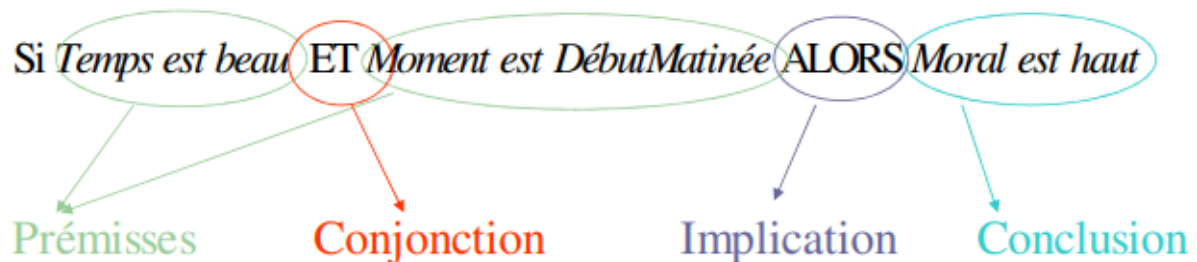 Si Temps est beau ET Moment est DébutMatinée ALORS Moral est haut
Prémisses Conjonction Implication Conclusion